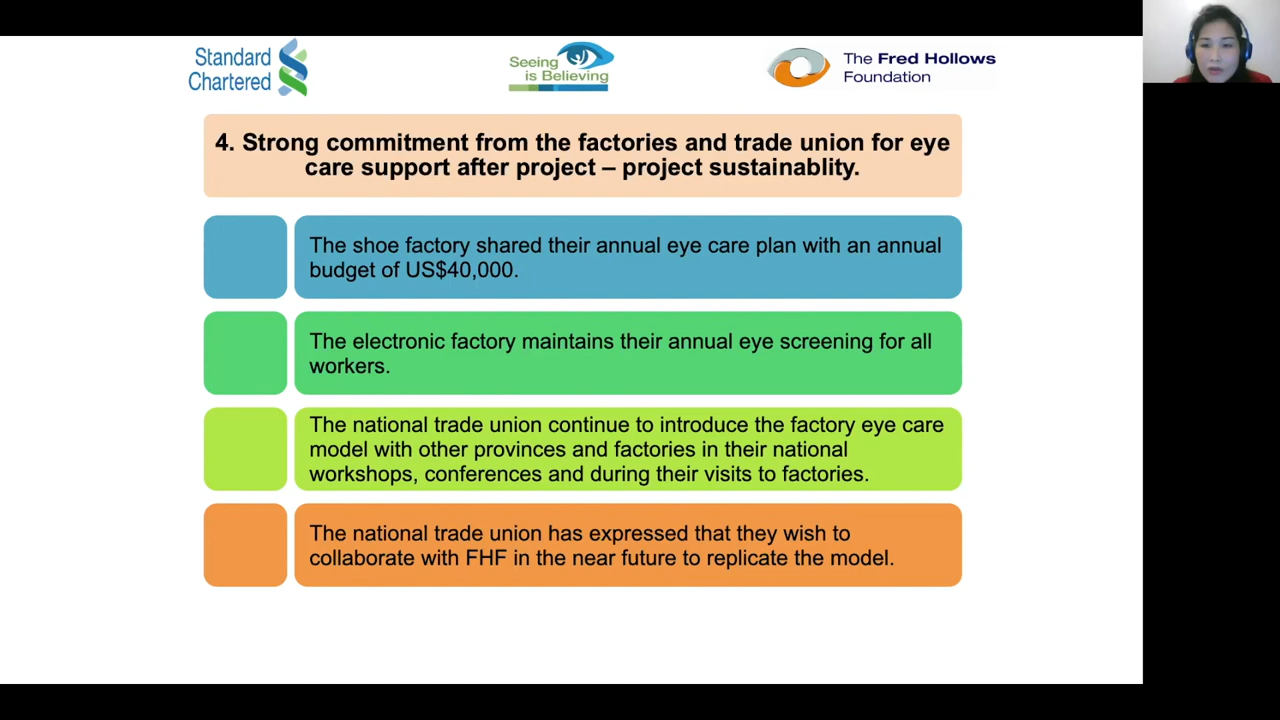 Standard
Chartered
Seeing
is Believing
The Fred Hollows
Foundation
4. Strong commitment from the factories and trade union for eye
care support after project – project sustainablity.
The shoe factory shared their annual eye care plan with an annual
budget of US$40,000.
The electronic factory maintains their annual eye screening for all
workers.
The national trade union continue to introduce the factory eye care
model with other provinces and factories in their national
workshops, conferences and during their visits to factories.
The national trade union has expressed that they wish to
collaborate with FHF in the near future to replicate the model.